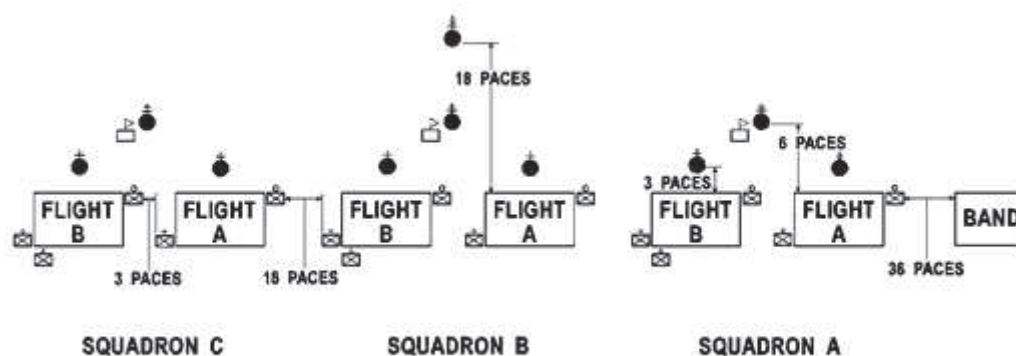 18 PACES
6 PACES
3 PACES
FLIGHT B
FLIGHT A
FLIGHT B
FLIGHT A
FLIGHT B
FLIGHT A
BAND
3 PACES
18 PACES
36 PACES
SQUADRON C
SQUADRON B
SQUADRON A